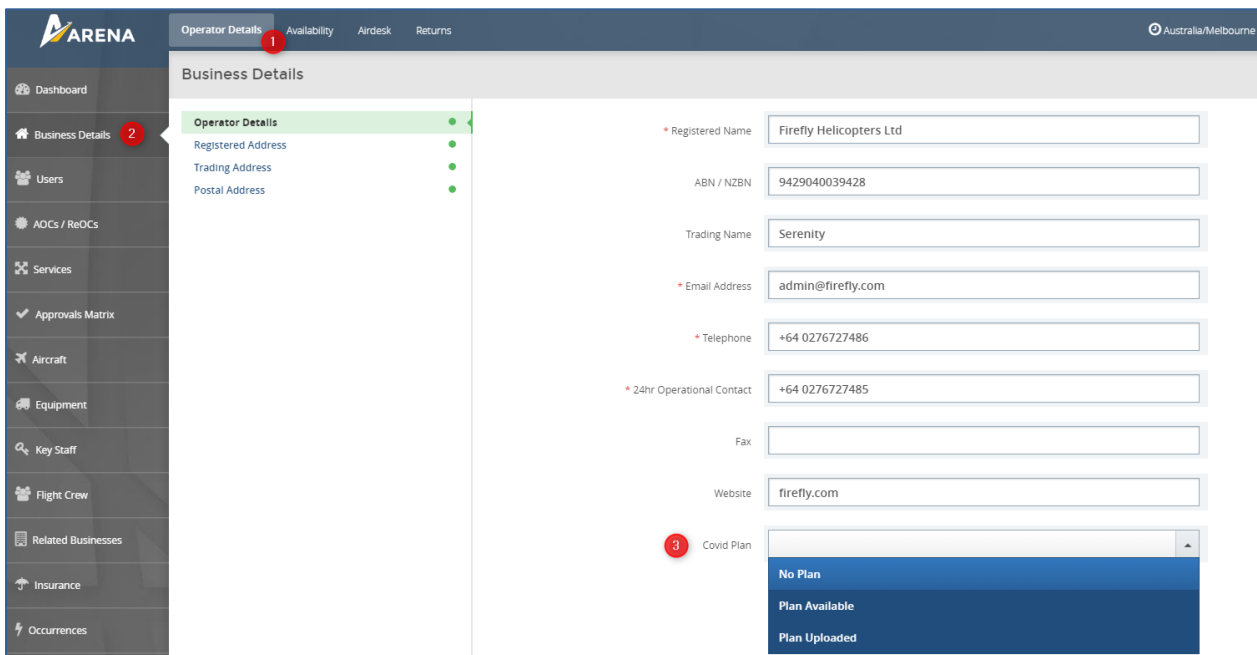 ARENA
Operator Details
1
Availability
Airdesk
Returns
Australia/Melbourne
Business Details
Dashboard
Business Details
2
Users
AOCs / ReOCs
Services
Approvals Matrix
Aircraft
Equipment
Key Staff
Flight Crew
Related Businesses
Insurance
Occurrences
Operator Details
Registered Address
Trading Address
Postal Address
* Registered Name
Firefly Helicopters Ltd
ABN / NZBN
9429040039428
Trading Name
Serenity
* Email Address
admin@firefly.com
* Telephone
+64 0276727486
* 24hr Operational Contact
+64 0276727485
Fax
Website
firefly.com
3
Covid Plan
No Plan
Plan Available
Plan Uploaded